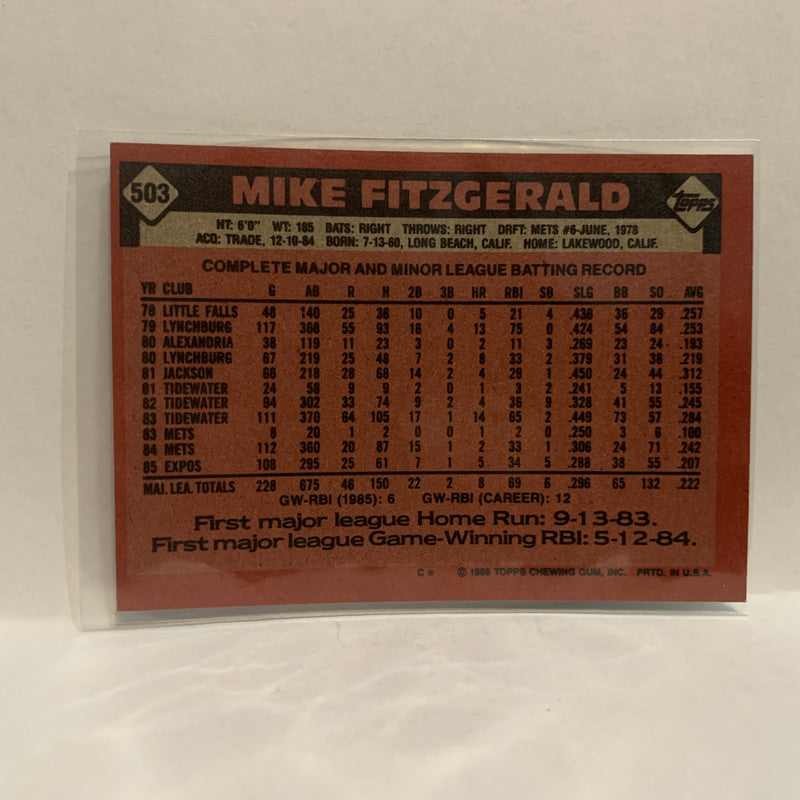 503 MIKE FITZGERALD topps
HT: 6'0" WT: 185 BATS: RIGHT THROWS: RIGHT DRFT: METS #6-JUNE, 1978
ACQ: TRADE, 12-10-84 BORN: 7-13-60, LONG BEACH, CALIF. HOME: LAKEWOOD, CALIF.
COMPLETE MAJOR AND MINOR LEAGUE BATTING RECORD
YR CLUB G AB R H 2B 3B HR RBI SB SLG BB SO AVG
78 LITTLE FALLS 48 140 25 36 10 0 5 21 4 .436 36 29 .257
79 LYNCHBURG 117 368 55 93 16 4 13 75 0 .424 54 84 .253
80 ALEXANDRIA 38 119 11 23 3 0 2 11 3 .269 23 24 .193
80 LYNCHBURG 67 219 25 48 7 2 8 33 2 .379 31 38 .219
81 JACKSON 66 218 28 68 14 2 4 29 1 .450 24 44 .312
81 TIDEWATER 24 58 9 9 2 0 1 3 2 .241 5 13 .155
82 TIDEWATER 94 302 33 74 9 2 4 36 9 .328 41 55 .245
83 TIDEWATER 111 370 64 105 17 1 14 65 2 .449 73 57 .284
83 METS 8 20 1 2 0 0 1 2 0 .250 3 6 .100
84 METS 112 360 20 87 15 1 2 33 1 .306 24 71 .242
85 EXPOS 108 295 25 61 7 1 5 34 5 .288 38 55 .207
MAJ. LEA. TOTALS 228 675 46 150 22 2 8 69 6 .296 65 132 .222
GW-RBI (1985): 6 GW-RBI (CAREER): 12
First major league Home Run: 9-13-83.
First major league Game-Winning RBI: 5-12-84.
C* © 1986 TOPPS CHEWING GUM, INC. PRTD. IN U.S.A.